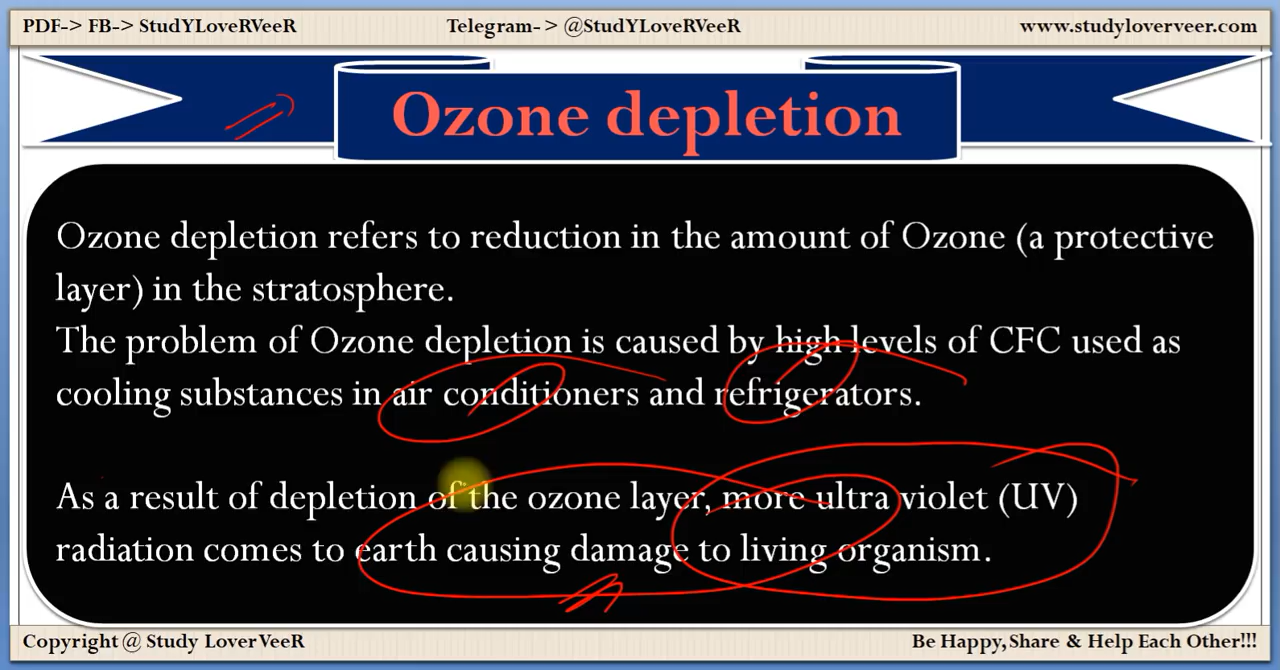 PDF-> FB-> StudYLoveRVeeR Telegram-> @StudYLoveRVeeR www.studyloverveer.com
Ozone depletion
Ozone depletion refers to reduction in the amount of Ozone (a protective
layer) in the stratosphere.
The problem of Ozone depletion is caused by high levels of CFC used as
cooling substances in air conditioners and refrigerators.
As a result of depletion of the ozone layer, more ultra violet (UV)
radiation comes to earth causing damage to living organism.
Copyright @ Study LoverVeeR Be Happy, Share & Help Each Other!!!